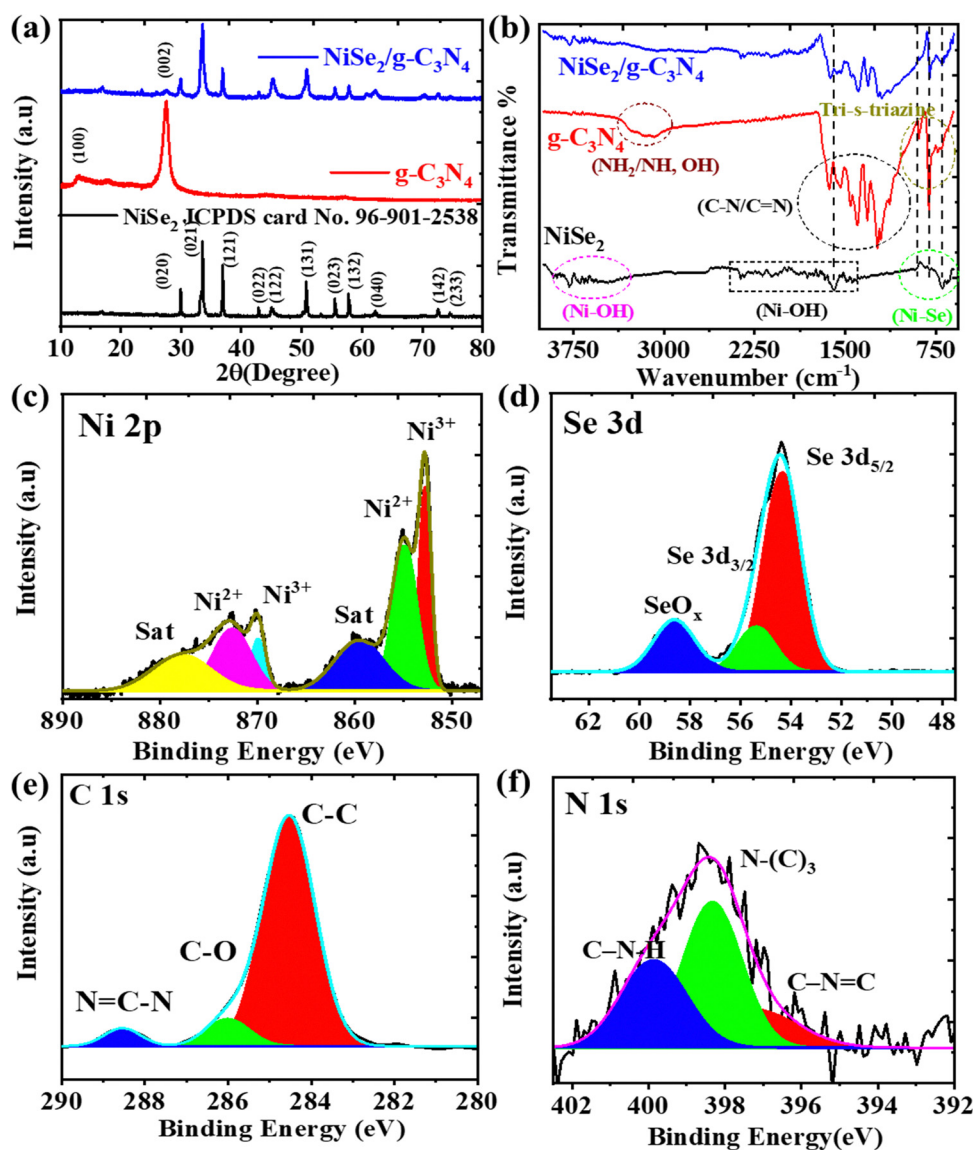 (a)
NiSe₂/g-C₃N₄
(002)
(100)
g-C₃N₄
NiSe₂ JCPDS card No. 96-901-2538
(020)
(021)
(121)
(022)
(122)
(131)
(023)
(132)
(040)
(142)
(233)
Intensity (a.u)
10 20 30 40 50 60 70 80
2θ(Degree)
(b)
NiSe₂/g-C₃N₄
Tri-s-triazine
g-C₃N₄
(NH₂/NH, OH)
(C-N/C=N)
NiSe₂
(Ni-OH)
(Ni-OH)
(Ni-Se)
Transmittance %
3750 3000 2250 1500 750
Wavenumber (cm⁻¹)
(c)
Ni 2p
Ni³⁺
Ni²⁺
Ni²⁺
Ni³⁺
Sat
Sat
Intensity (a.u)
890 880 870 860 850
Binding Energy (eV)
(d)
Se 3d
Se 3d₅/₂
Se 3d₃/₂
SeOₓ
Intensity (a.u)
62 60 58 56 54 52 50 48
Binding Energy (eV)
(e)
C 1s
C-C
C-O
N=C-N
Intensity (a.u)
290 288 286 284 282 280
Binding Energy (eV)
(f)
N 1s
N-(C)₃
C–N-H
C–N=C
Intensity (a.u)
402 400 398 396 394 392
Binding Energy(eV)